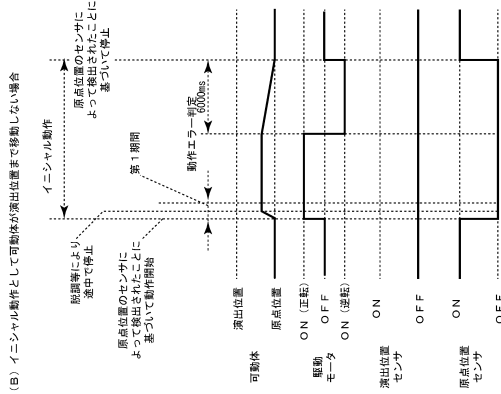 （B）イニシャル動作として可動体が演出位置まで移動しない場合
イニシャル動作
脱調等により
途中で停止
原点位置のセンサに
よって検出されたことに
基づいて動作開始
第１期間
動作エラー判定
6000ms
原点位置のセンサに
よって検出されたことに
基づいて停止
可動体
演出位置
原点位置
駆動
モータ
ON（正転）
OFF
ON（逆転）
演出位置
センサ
ON
OFF
原点位置
センサ
ON
OFF